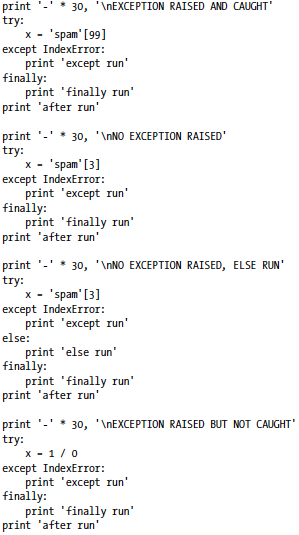 print '-' * 30, '\nEXCEPTION RAISED AND CAUGHT'
try:
    x = 'spam'[99]
except IndexError:
    print 'except run'
finally:
    print 'finally run'
print 'after run'

print '-' * 30, '\nNO EXCEPTION RAISED'
try:
    x = 'spam'[3]
except IndexError:
    print 'except run'
finally:
    print 'finally run'
print 'after run'

print '-' * 30, '\nNO EXCEPTION RAISED, ELSE RUN'
try:
    x = 'spam'[3]
except IndexError:
    print 'except run'
else:
    print 'else run'
finally:
    print 'finally run'
print 'after run'

print '-' * 30, '\nEXCEPTION RAISED BUT NOT CAUGHT'
try:
    x = 1 / 0
except IndexError:
    print 'except run'
finally:
    print 'finally run'
print 'after run'